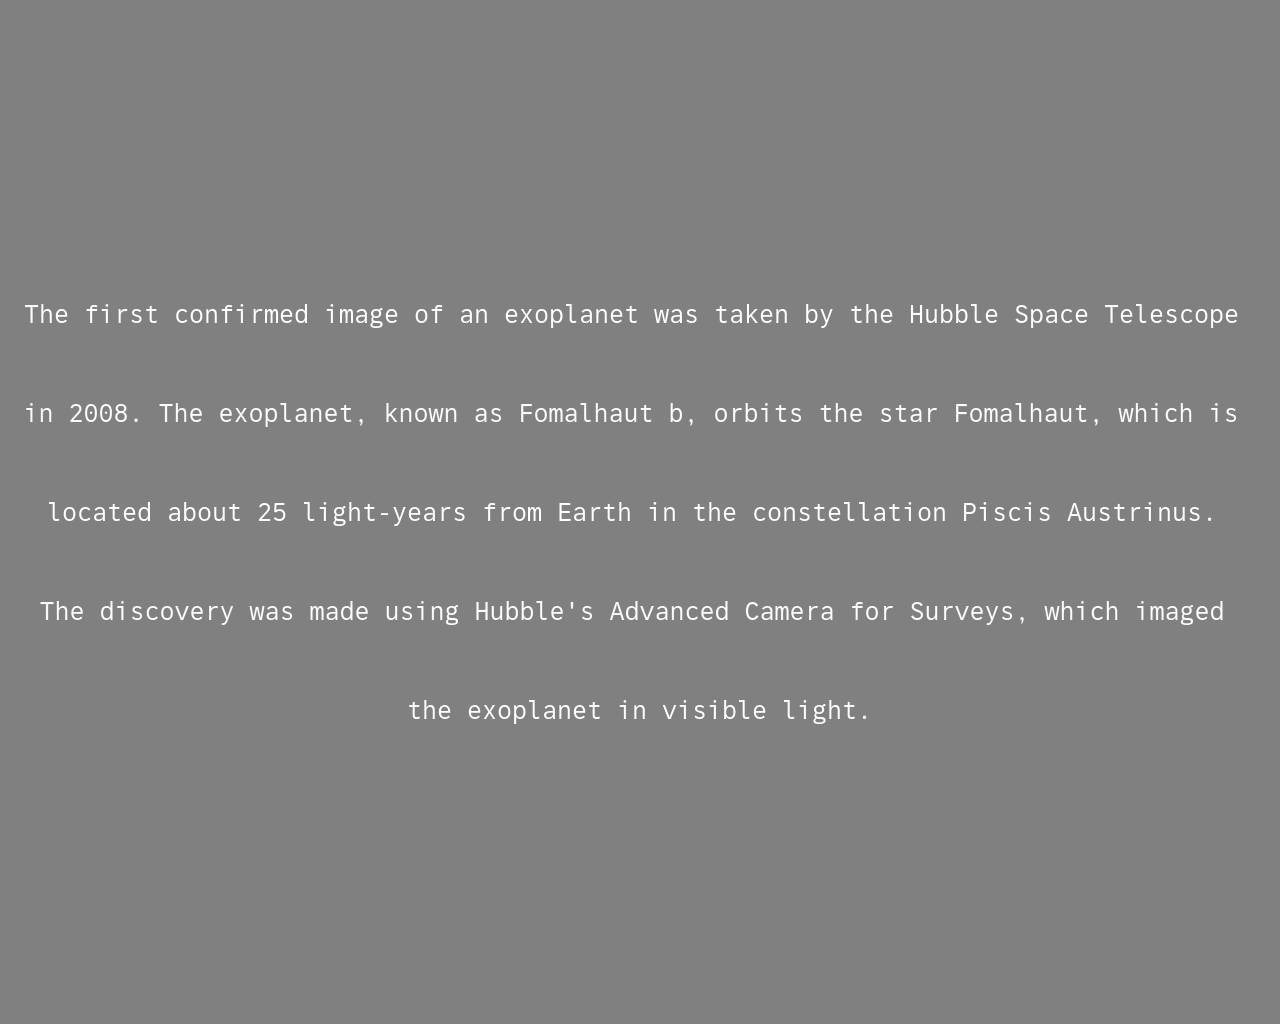 The first confirmed image of an exoplanet was taken by the Hubble Space Telescope
in 2008. The exoplanet, known as Fomalhaut b, orbits the star Fomalhaut, which is
located about 25 light-years from Earth in the constellation Piscis Austrinus.
The discovery was made using Hubble's Advanced Camera for Surveys, which imaged
the exoplanet in visible light.